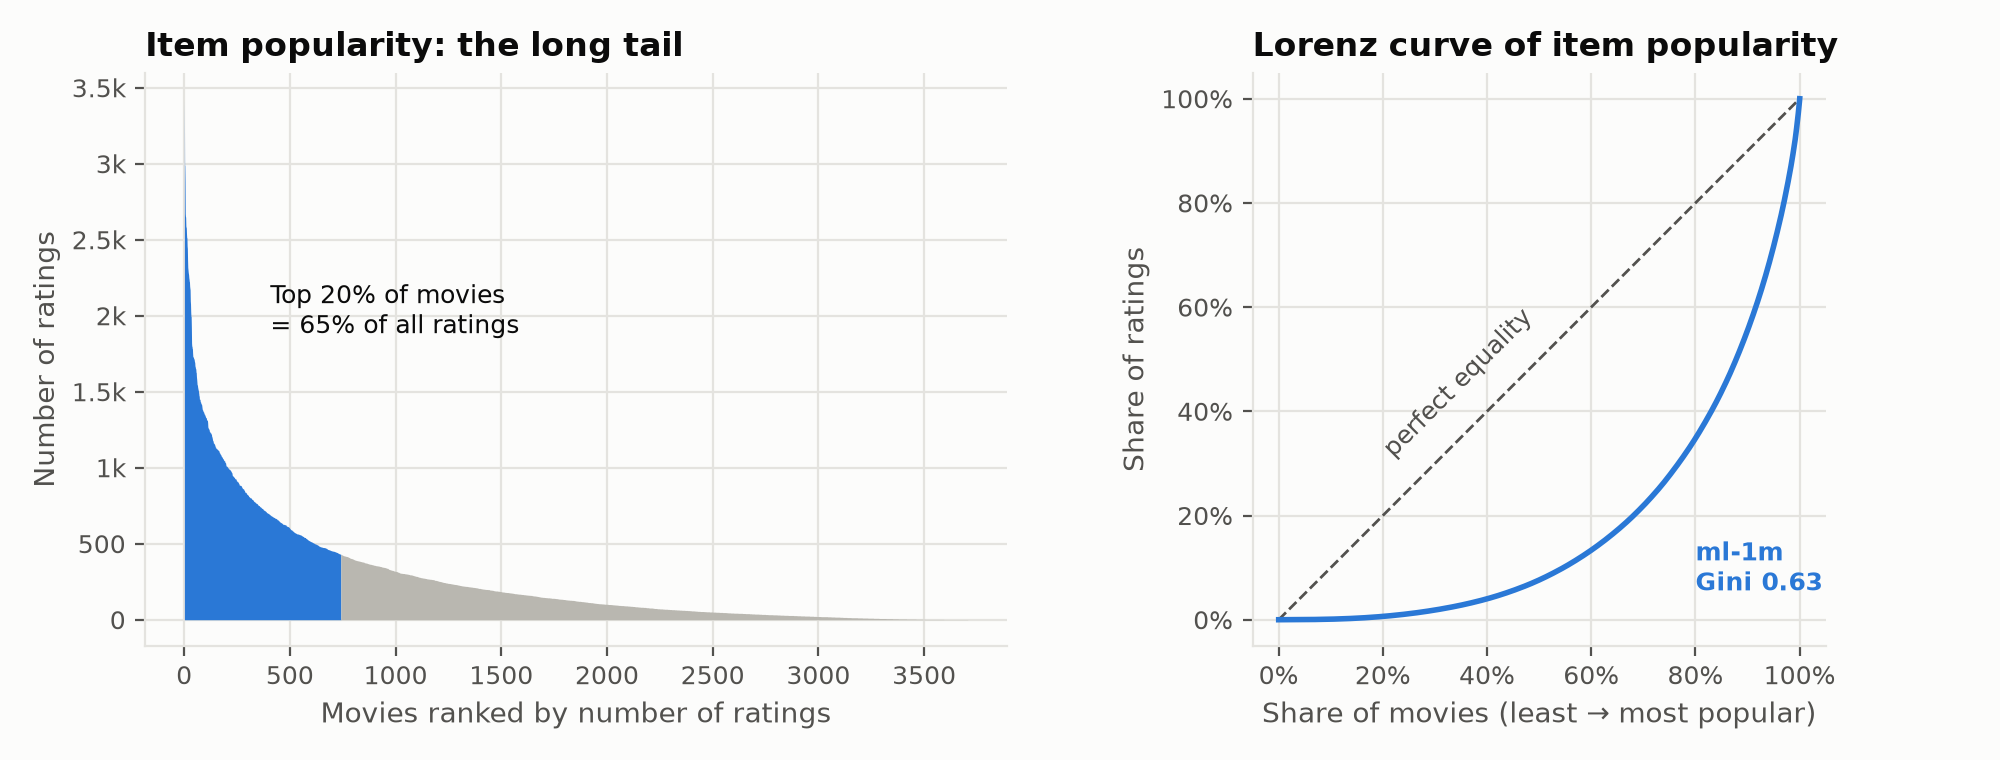 Item popularity: the long tail
3.5k
3k
2.5k
2k
1.5k
1k
500
0
Number of ratings
Top 20% of movies
= 65% of all ratings
0 500 1000 1500 2000 2500 3000 3500
Movies ranked by number of ratings
Lorenz curve of item popularity
100%
80%
60%
40%
20%
0%
Share of ratings
perfect equality
ml-1m
Gini 0.63
0% 20% 40% 60% 80% 100%
Share of movies (least → most popular)